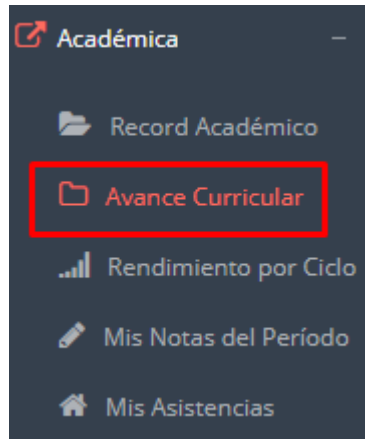 Académica
Record Académico
Avance Curricular
Rendimiento por Ciclo
Mis Notas del Período
Mis Asistencias